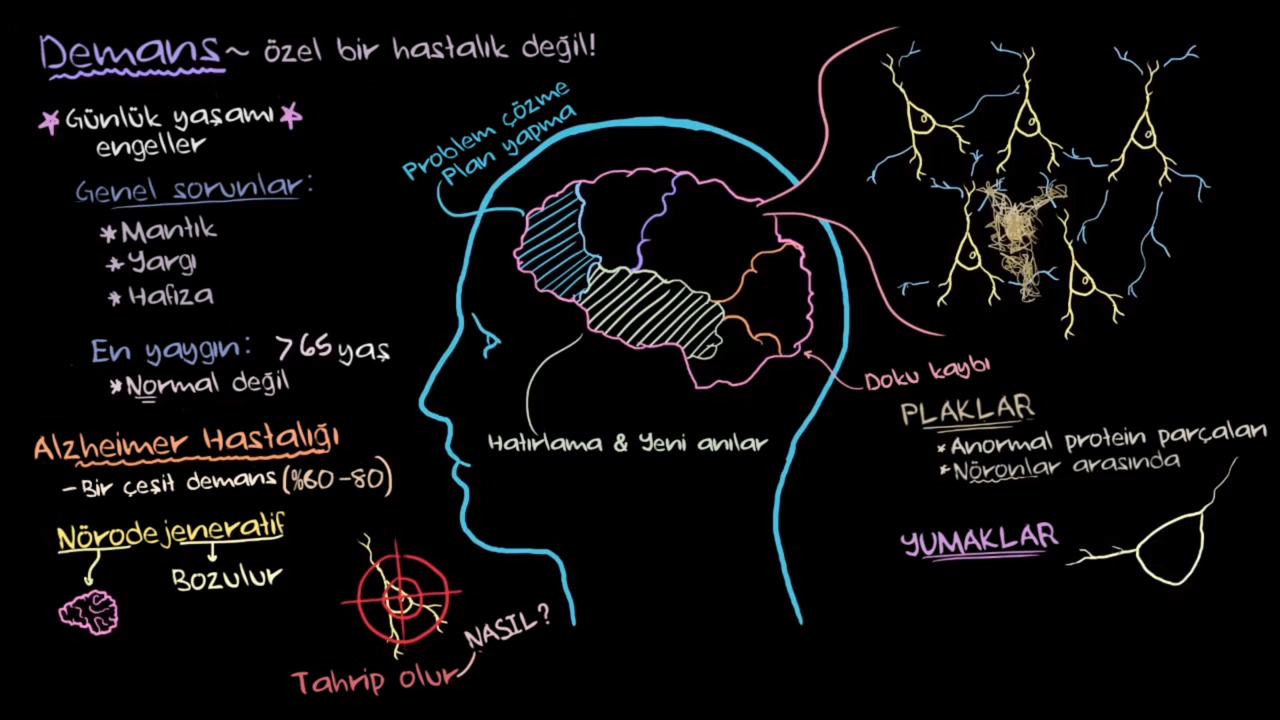 Demans ~ özel bir hastalık değil!
Günlük yaşamı
engeller
Genel sorunlar:
* Mantık
* Yargı
* Hafıza
En yaygın: >65 yaş
* Normal değil
Alzheimer Hastalığı
- Bir çeşit demans (%60-80)
Nörodejeneratif
Bozulur
Tahrip olur
NASIL?
Problem çözme
Plan yapma
Hatırlama & Yeni anılar
Doku kaybı
PLAKLAR
* Anormal protein parçaları
* Nöronlar arasında
YUMAKLAR